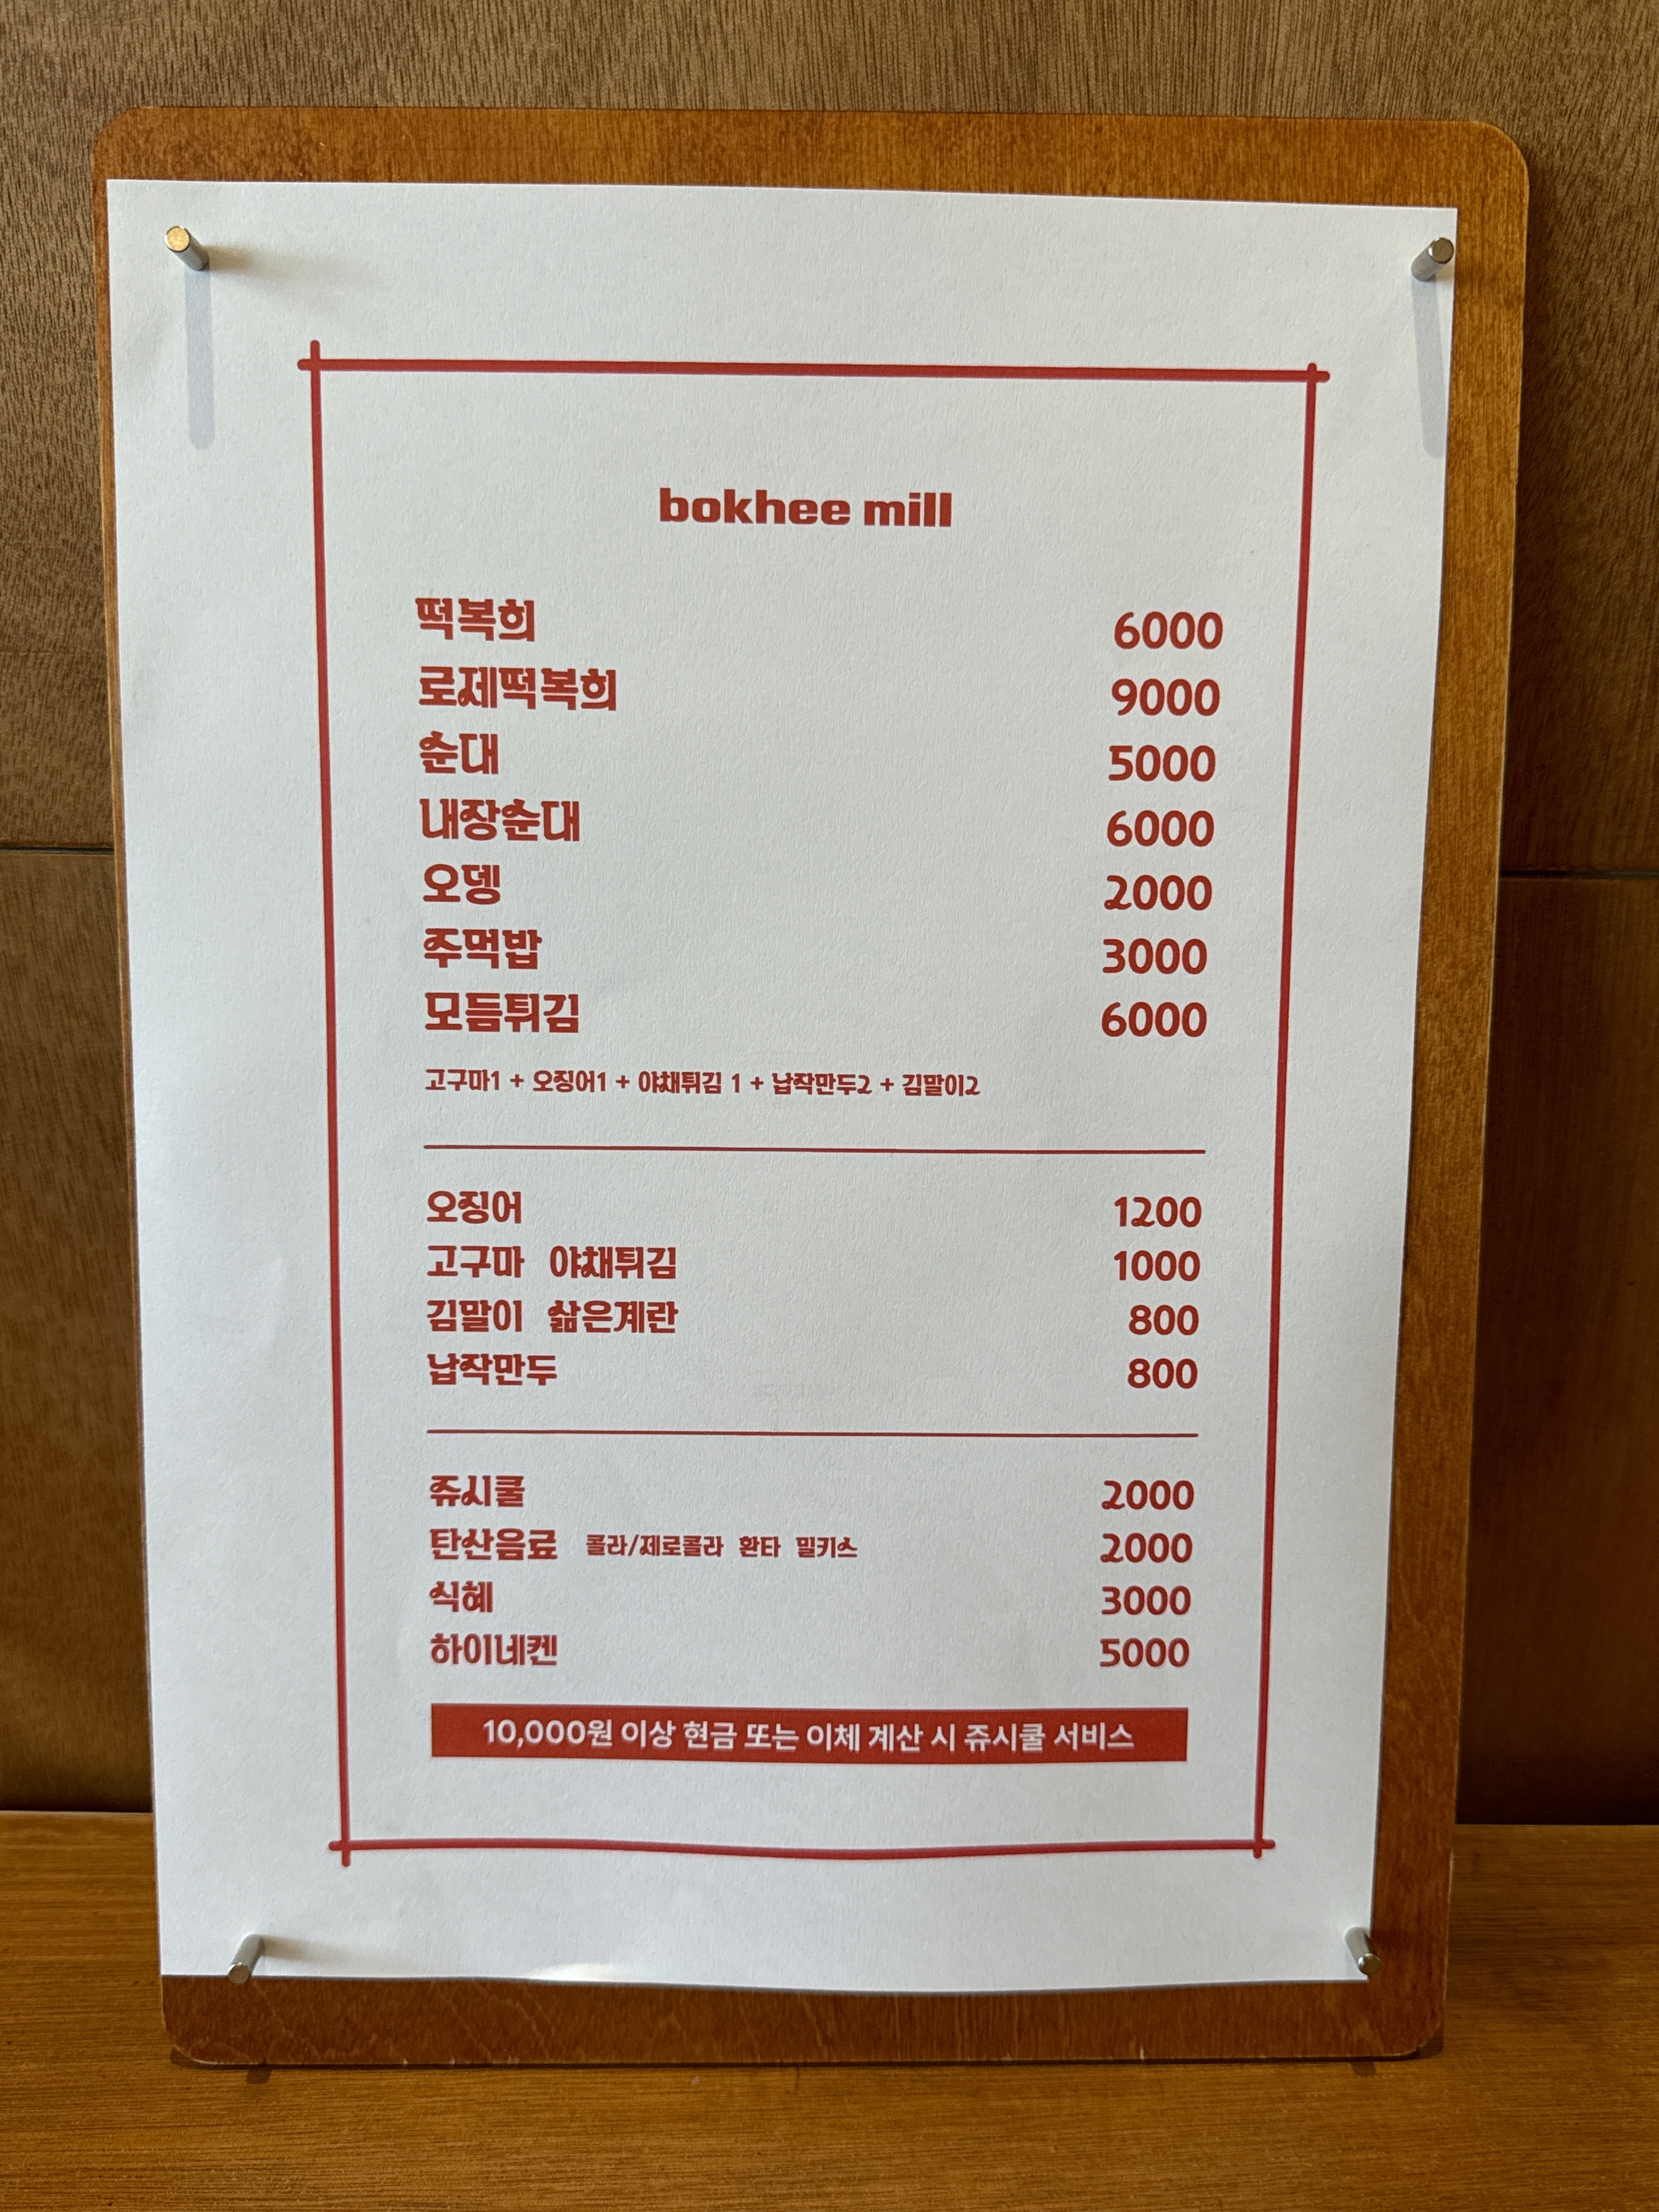 bokhee mill
떡복희 6000
로제떡복희 9000
순대 5000
내장순대 6000
오뎅 2000
주먹밥 3000
모듬튀김 6000
고구마1 + 오징어1 + 야채튀김 1 + 납작만두2 + 김말이2
오징어 1200
고구마 야채튀김 1000
김말이 삶은계란 800
납작만두 800
쥬시쿨 2000
탄산음료 콜라/제로콜라 환타 밀키스 2000
식혜 3000
하이네켄 5000
10,000원 이상 현금 또는 이체 계산 시 쥬시쿨 서비스